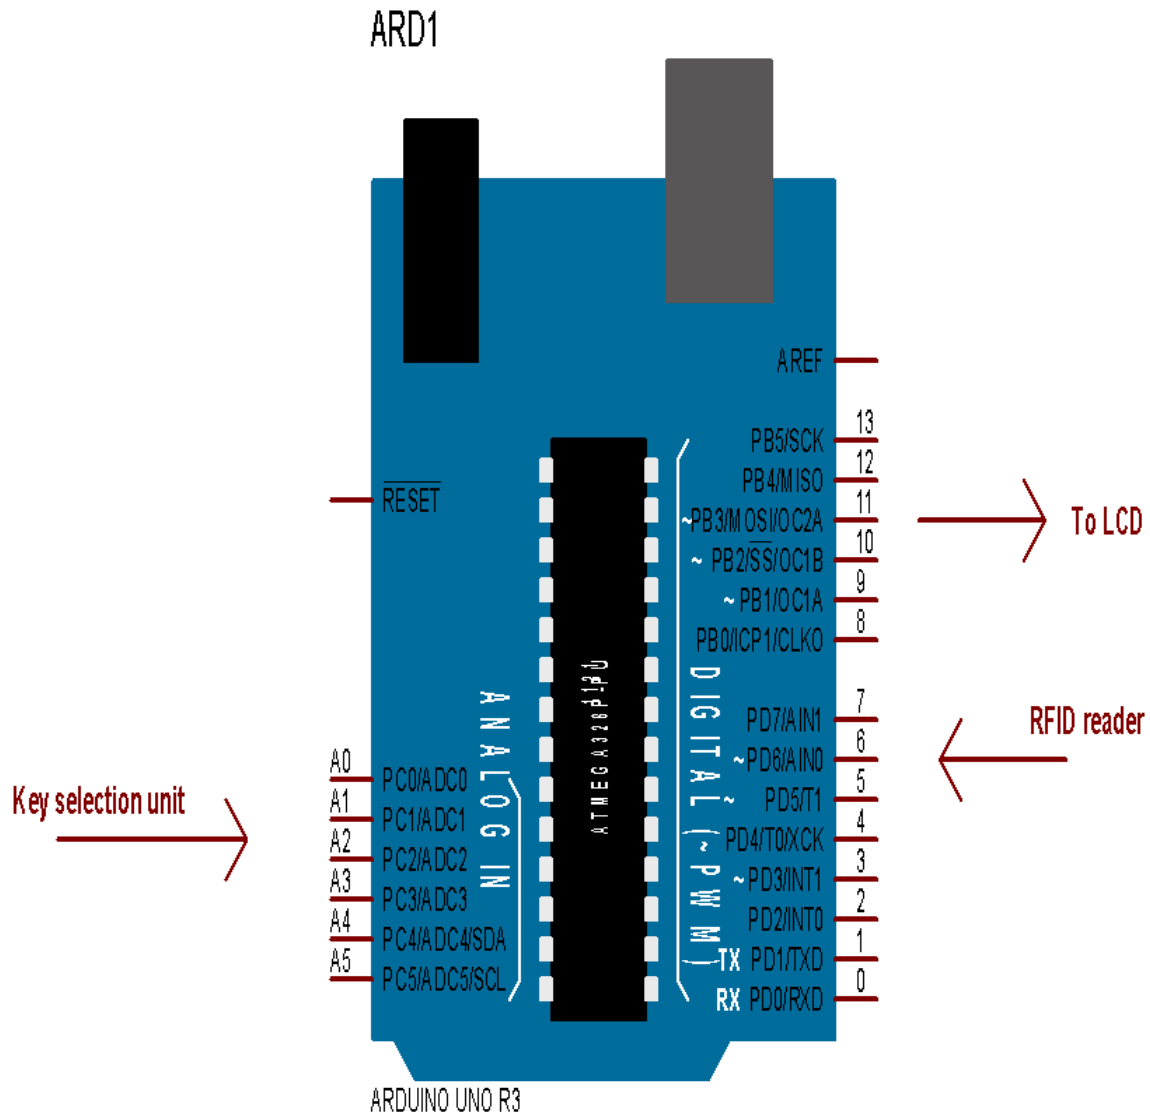 ARD1
AREF
13
PB5/SCK
12
PB4/MISO
RESET
11
~PB3/MOSI/OC2A
To LCD
10
~ PB2/SS/OC1B
9
~ PB1/OC1A
8
PB0/ICP1/CLKO
ATMEGA328P-PU
1121
ANALOG IN
DIGITAL (~PWM)
7
PD7/AIN1
RFID reader
6
~PD6/AIN0
5
~ PD5/T1
4
PD4/T0/XCK
3
~PD3/INT1
2
PD2/INT0
1
TX PD1/TXD
0
RX PD0/RXD
Key selection unit
A0
PC0/ADC0
A1
PC1/ADC1
A2
PC2/ADC2
A3
PC3/ADC3
A4
PC4/ADC4/SDA
A5
PC5/ADC5/SCL
ARDUINO UNO R3